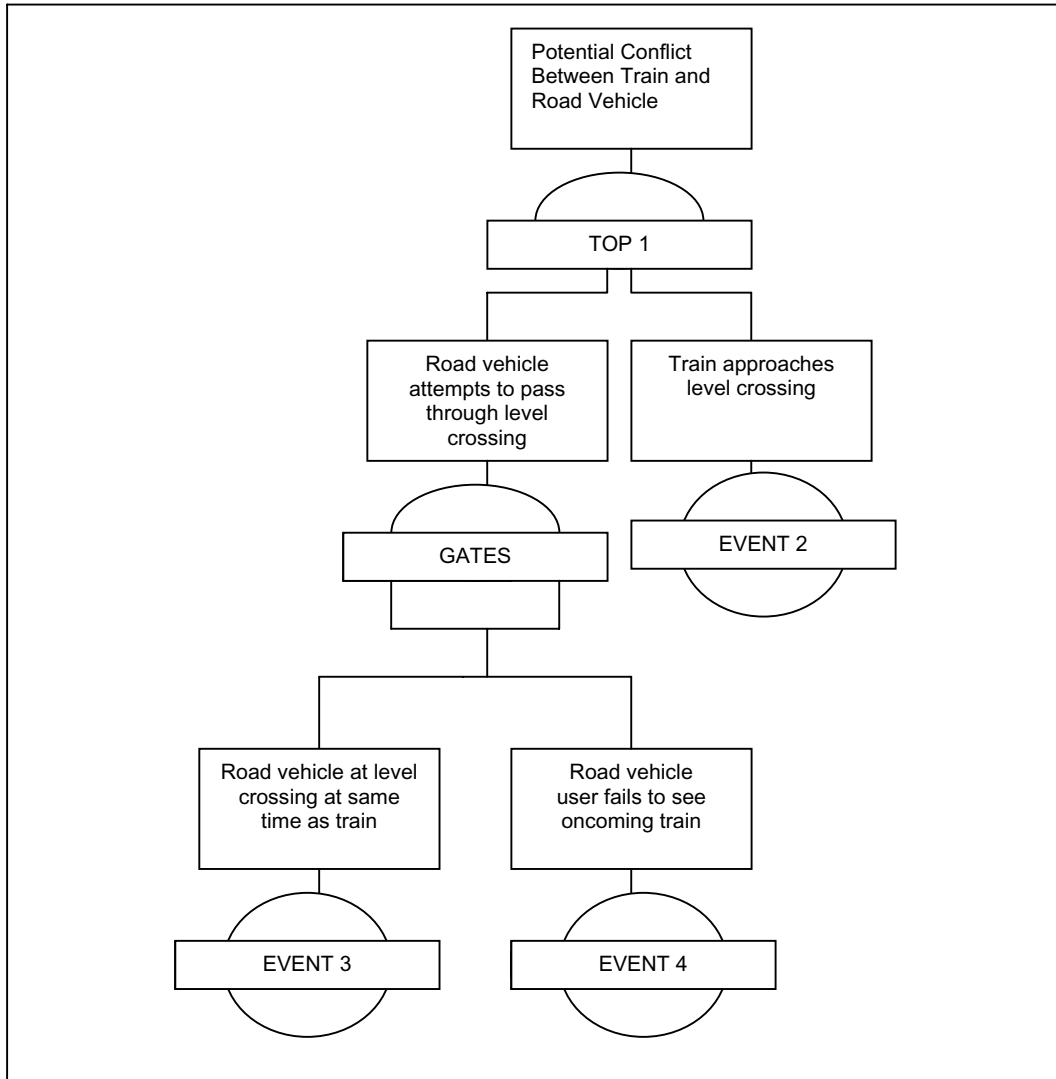 Potential Conflict
Between Train and
Road Vehicle
TOP 1
Road vehicle
attempts to pass
through level
crossing
Train approaches
level crossing
GATES
EVENT 2
Road vehicle at level
crossing at same
time as train
Road vehicle
user fails to see
oncoming train
EVENT 3
EVENT 4